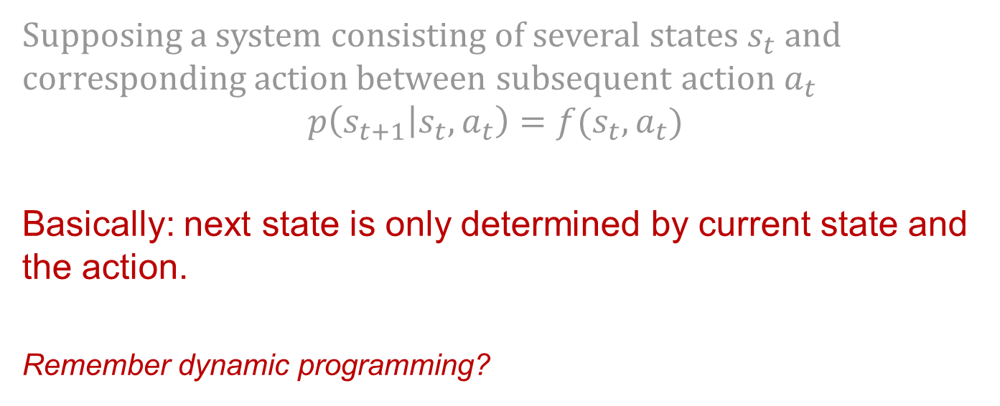 Supposing a system consisting of several states $s_t$ and
corresponding action between subsequent action $a_t$
$p(s_{t+1}|s_t, a_t) = f(s_t, a_t)$
Basically: next state is only determined by current state and
the action.
Remember dynamic programming?